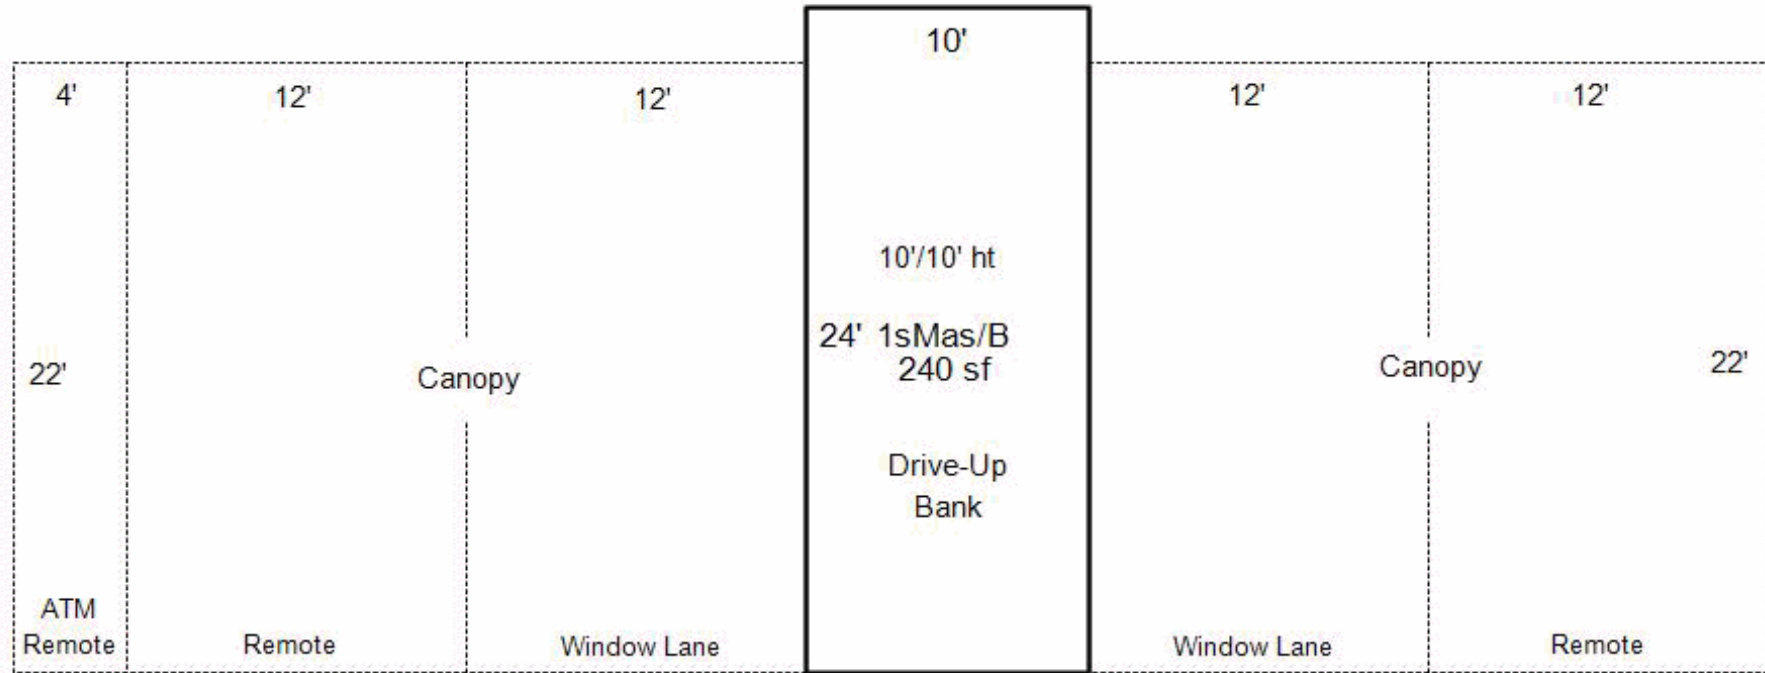 10'
4'
12'
12'
12'
12'
10'/10' ht
24' 1sMas/B
240 sf
22'
Canopy
Canopy
22'
Drive-Up
Bank
ATM
Remote
Remote
Window Lane
Window Lane
Remote